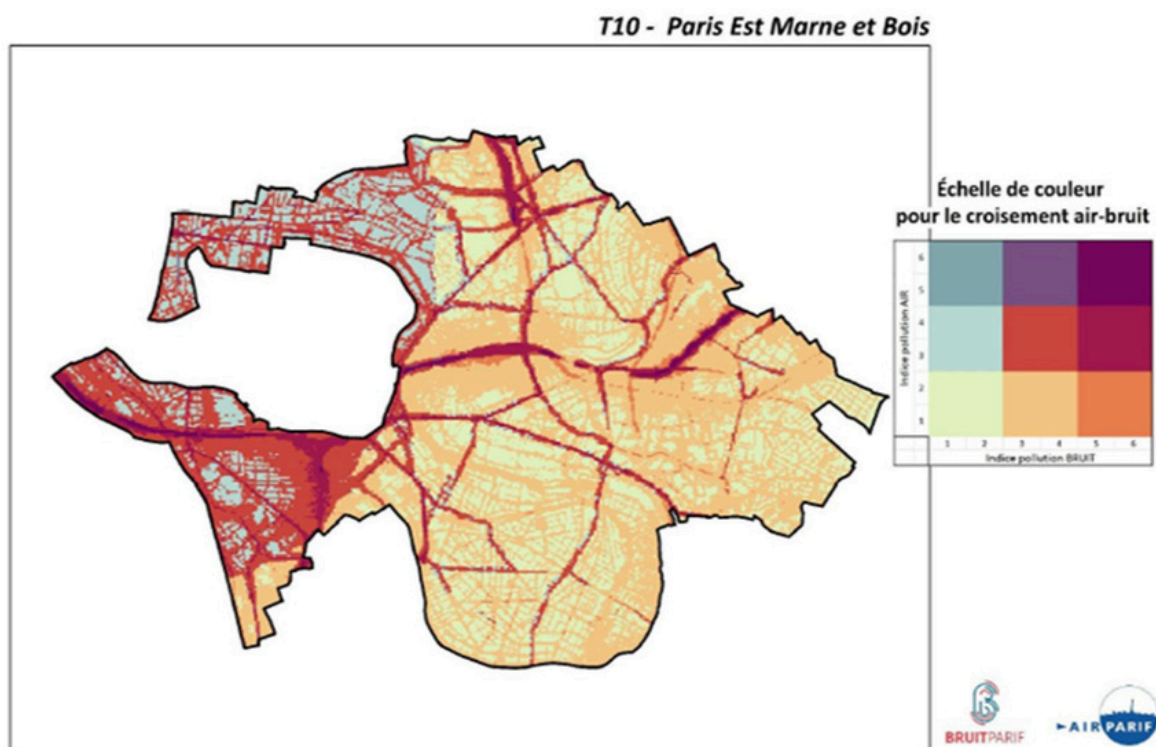 T10 - Paris Est Marne et Bois
Échelle de couleur
pour le croisement air-bruit
Indice pollution AIR
6
5
4
3
2
1
1 2 3 4 5 6
Indice pollution BRUIT
BRUITPARIF
AIRPARIF